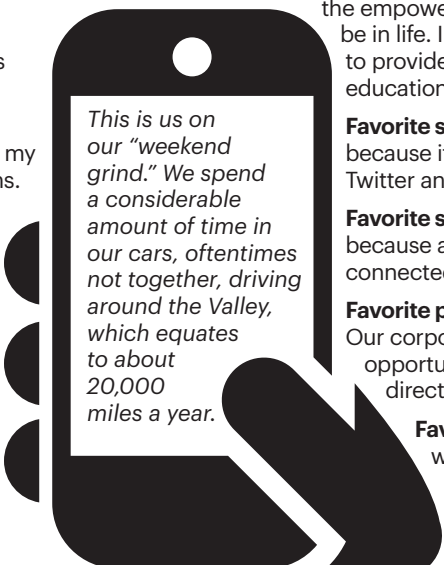 s
my
ns.
This is us on
our “weekend
grind.” We spend
a considerable
amount of time in
our cars, oftentimes
not together, driving
around the Valley,
which equates
to about
20,000
miles a year.
the empowe
be in life. I
to provide
education
Favorite s
because i
Twitter an
Favorite s
because a
connected
Favorite p
Our corpo
opportu
direct
Fav
w